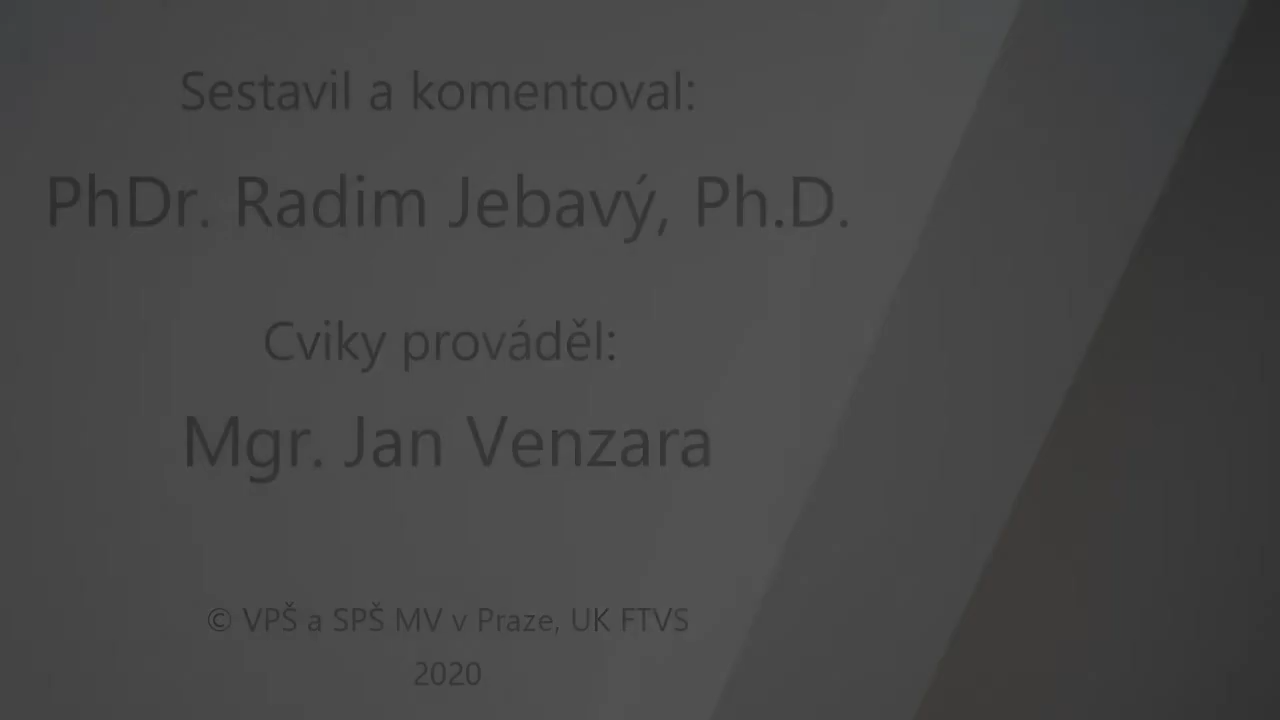 Sestavil a komentoval:
PhDr. Radim Jebavý, Ph.D.
Cviky prováděl:
Mgr. Jan Venzara
© VPŠ a SPŠ MV v Praze, UK FTVS
2020